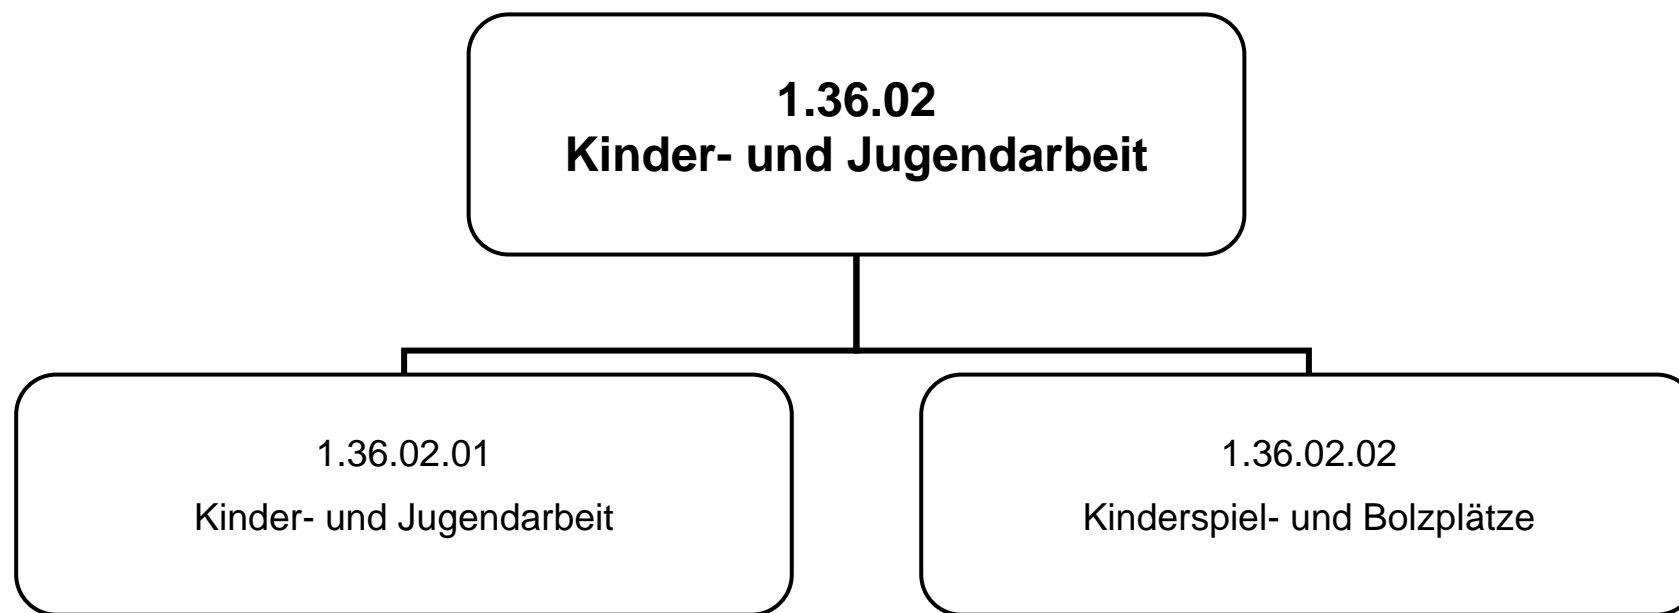 1.36.02
Kinder- und Jugendarbeit
1.36.02.01
Kinder- und Jugendarbeit
1.36.02.02
Kinderspiel- und Bolzplätze